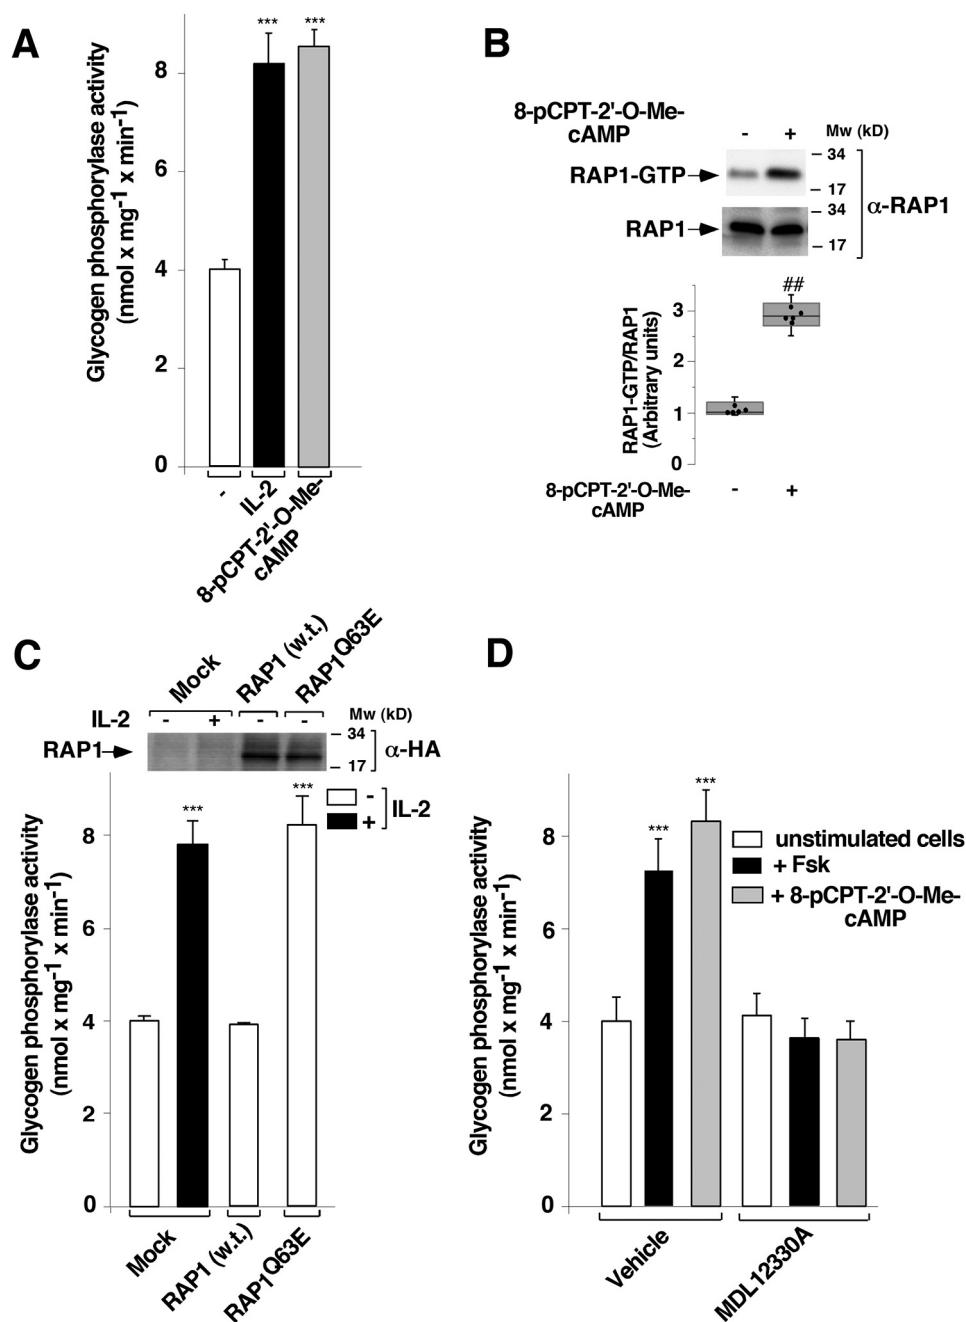 A
Glycogen phosphorylase activity
(nmol x mg-1 x min-1)
8
6
4
2
0
***
***
-
IL-2
8-pCPT-2'-O-Me-
cAMP
B
8-pCPT-2'-O-Me-
cAMP
- +
Mw (kD)
RAP1-GTP
34
17
RAP1
34
17
α-RAP1
RAP1-GTP/RAP1
(Arbitrary units)
3
2
1
0
##
8-pCPT-2'-O-Me-
cAMP
- +
C
Mock
RAP1 (w.t.)
RAP1Q63E
IL-2
- + - -
Mw (kD)
RAP1
34
17
α-HA
Glycogen phosphorylase activity
(nmol x mg-1 x min-1)
8
6
4
2
0
***
***
-
+
IL-2
Mock
RAP1 (w.t.)
RAP1Q63E
D
Glycogen phosphorylase activity
(nmol x mg-1 x min-1)
8
6
4
2
0
***
***
unstimulated cells
+ Fsk
+ 8-pCPT-2'-O-Me-
cAMP
Vehicle
MDL12330A